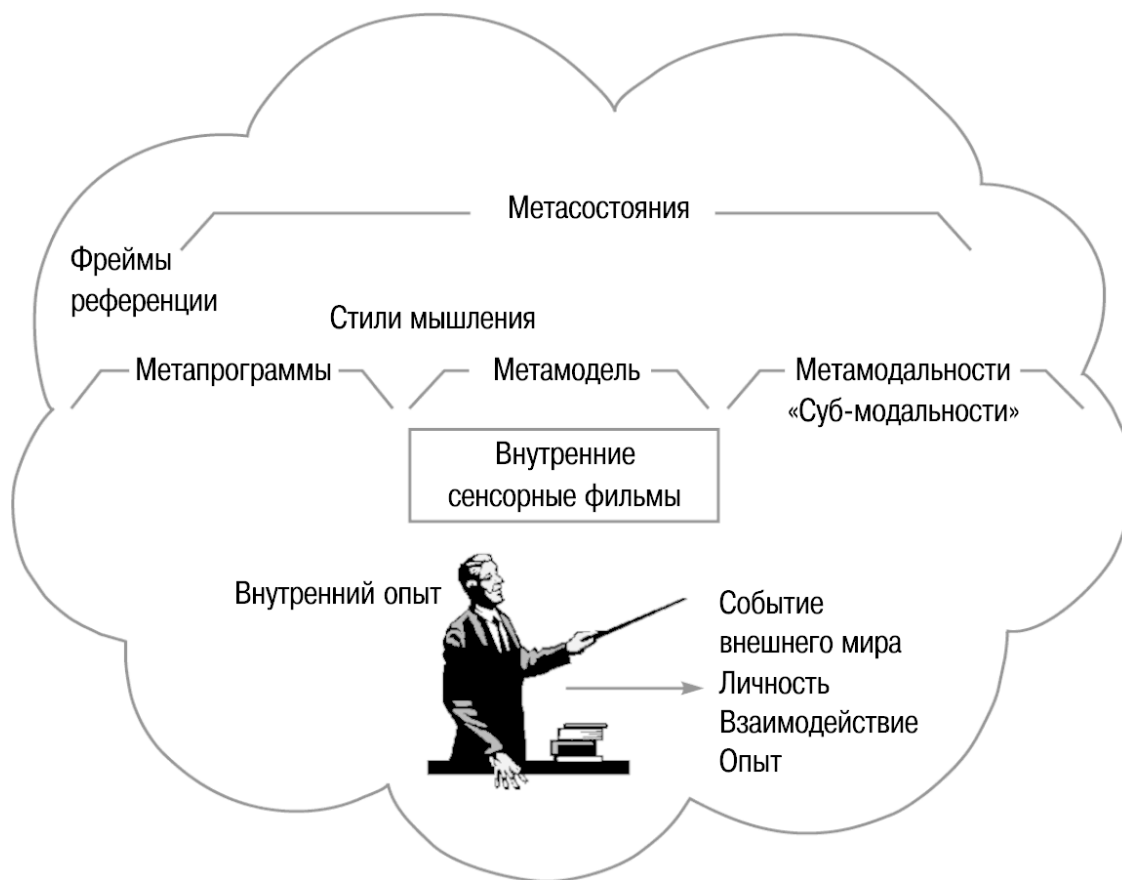 Метасостояния
Фреймы
референции
Стили мышления
Метапрограммы
Метамодель
Метамодальности
«Суб-модальности»
Внутренние
сенсорные фильмы
Внутренний опыт
Событие
внешнего мира
Личность
Взаимодействие
Опыт